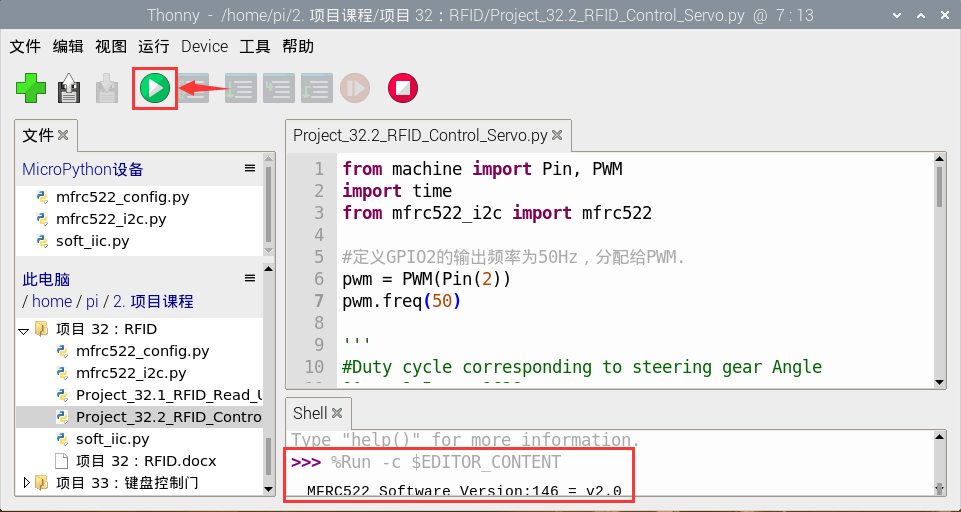 Thonny - /home/pi/2. 项目课程/项目 32：RFID/Project_32.2_RFID_Control_Servo.py @ 7 : 13
文件 编辑 视图 运行 Device 工具 帮助
文件
MicroPython设备
mfrc522_config.py
mfrc522_i2c.py
soft_iic.py
此电脑
/ home / pi / 2. 项目课程
项目 32：RFID
mfrc522_config.py
mfrc522_i2c.py
Project_32.1_RFID_Read_U
Project_32.2_RFID_Contro
soft_iic.py
项目 32：RFID.docx
项目 33：键盘控制门
Project_32.2_RFID_Control_Servo.py
1 from machine import Pin, PWM
2 import time
3 from mfrc522_i2c import mfrc522
4
5 #定义GPIO2的输出频率为50Hz，分配给PWM.
6 pwm = PWM(Pin(2))
7 pwm.freq(50)
8
9 '''
10 #Duty cycle corresponding to steering gear Angle
Shell
Type "help()" for more information.
>>> %Run -c $EDITOR_CONTENT
MFRC522 Software Version:146 = v2.0